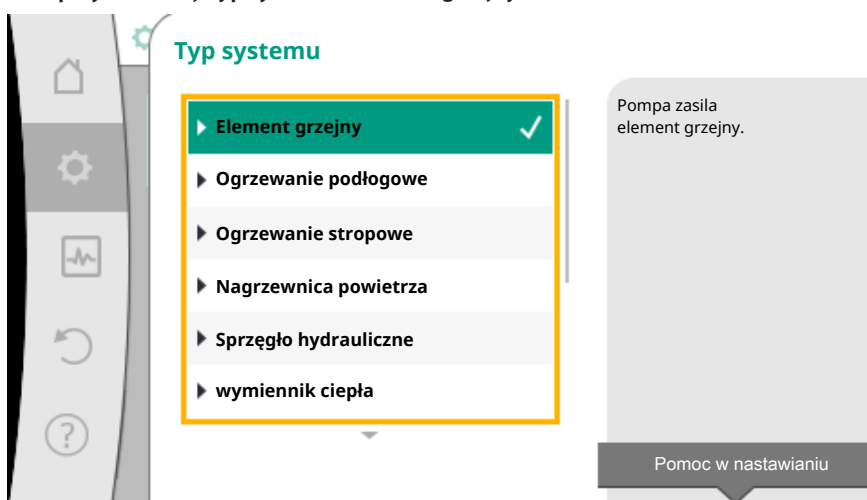 Typ systemu
Element grzejny
Ogrzewanie podłogowe
Ogrzewanie stropowe
Nagrzewnica powietrza
Sprzęgło hydrauliczne
wymiennik ciepła
Pompa zasila
element grzejny.
Pomoc w nastawianiu